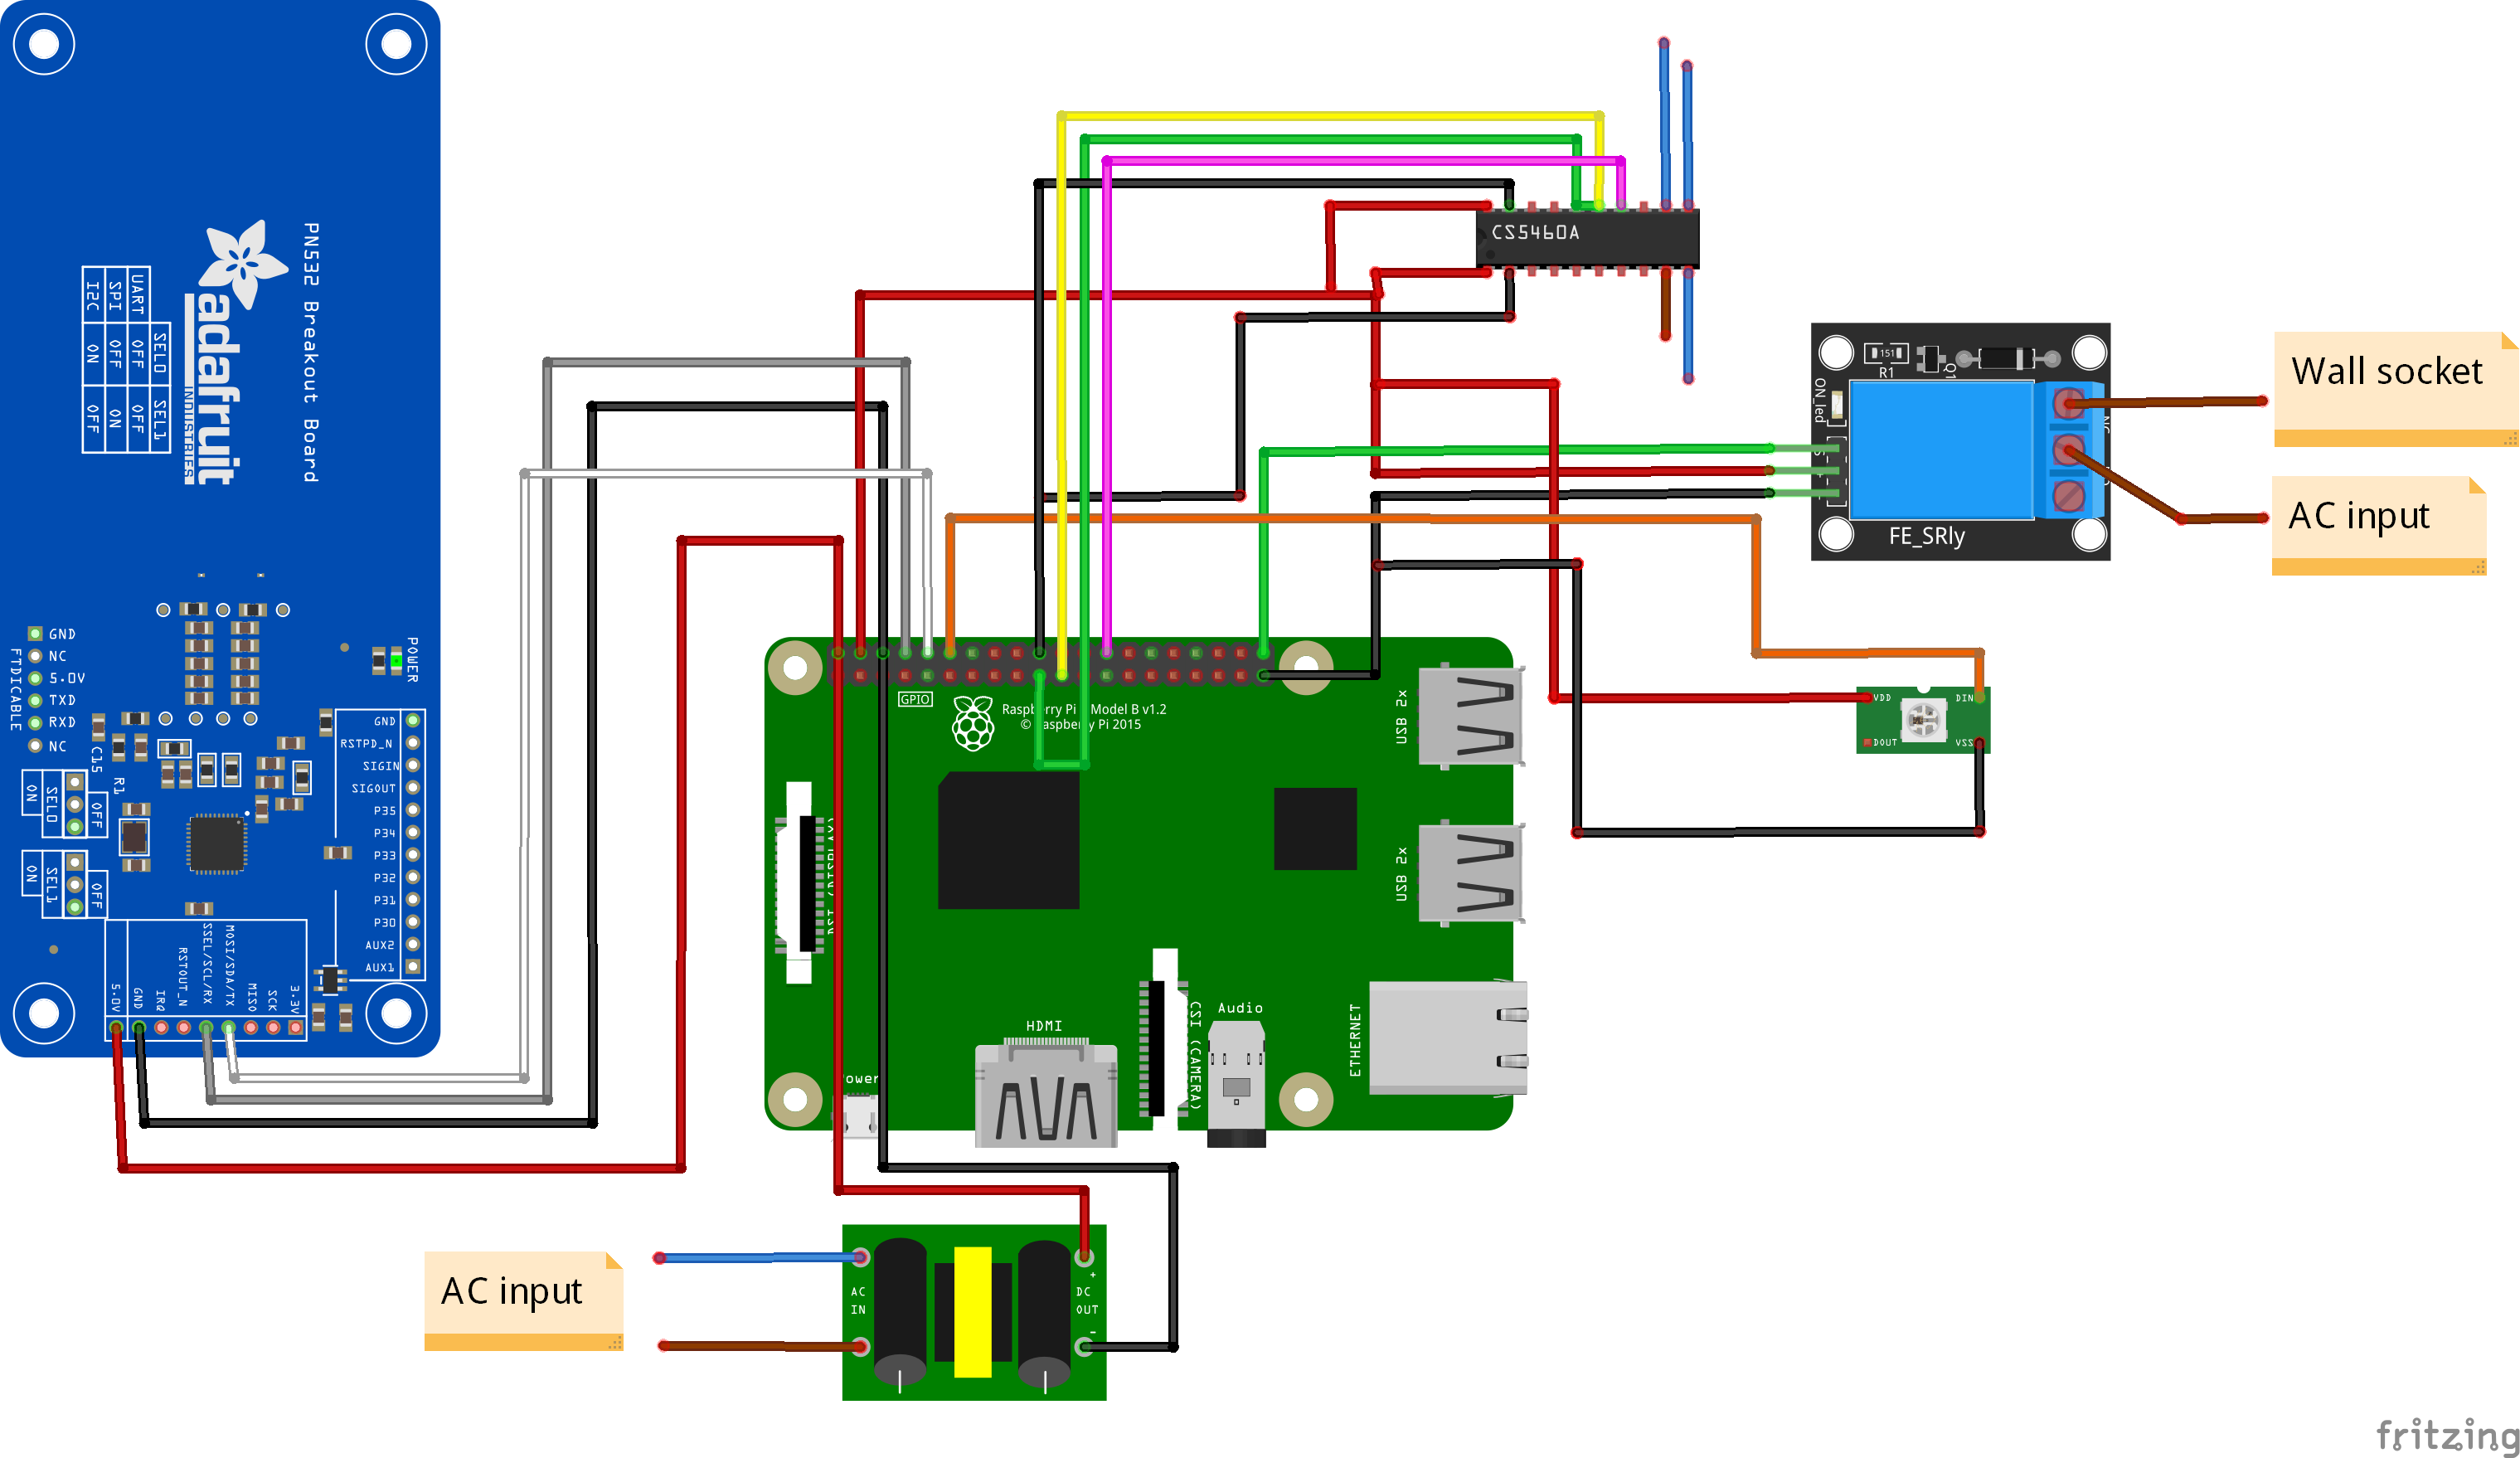 PN532 Breakout Board
adafruit
INDUSTRIES
SEL0 SEL1
UART OFF OFF
SPI OFF ON
I2C ON OFF
POWER
FTDICABLE
GND
NC
5.0V
TXD
RXD
NC
C15
R1
SEL0
ON
OFF
SEL1
ON
OFF
GND
RSTPD_N
SIGIN
SIGOUT
P35
P34
P33
P32
P31
P30
AUX2
AUX1
5.0V
GND
IRQ
RSTOUT_N
SSEL/SCL/RX
MOSI/SDA/TX
MISO
SCK
3.3V
CS5460A
GPIO
Raspberry Pi Model B v1.2
© Raspberry Pi 2015
USB 2x
USB 2x
ETHERNET
Audio
CSI (CAMERA)
HDMI
Power
151
R1
Q1
ON_led
NC
FE_SRly
Wall socket
AC input
VDD
DIN
DOUT
VSS
AC input
AC
IN
+
DC
OUT
-
fritzing